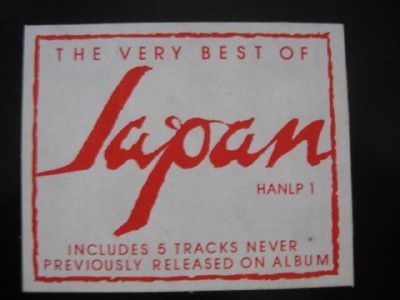 THE VERY BEST OF
Japan
HANLP 1
INCLUDES 5 TRACKS NEVER
PREVIOUSLY RELEASED ON ALBUM